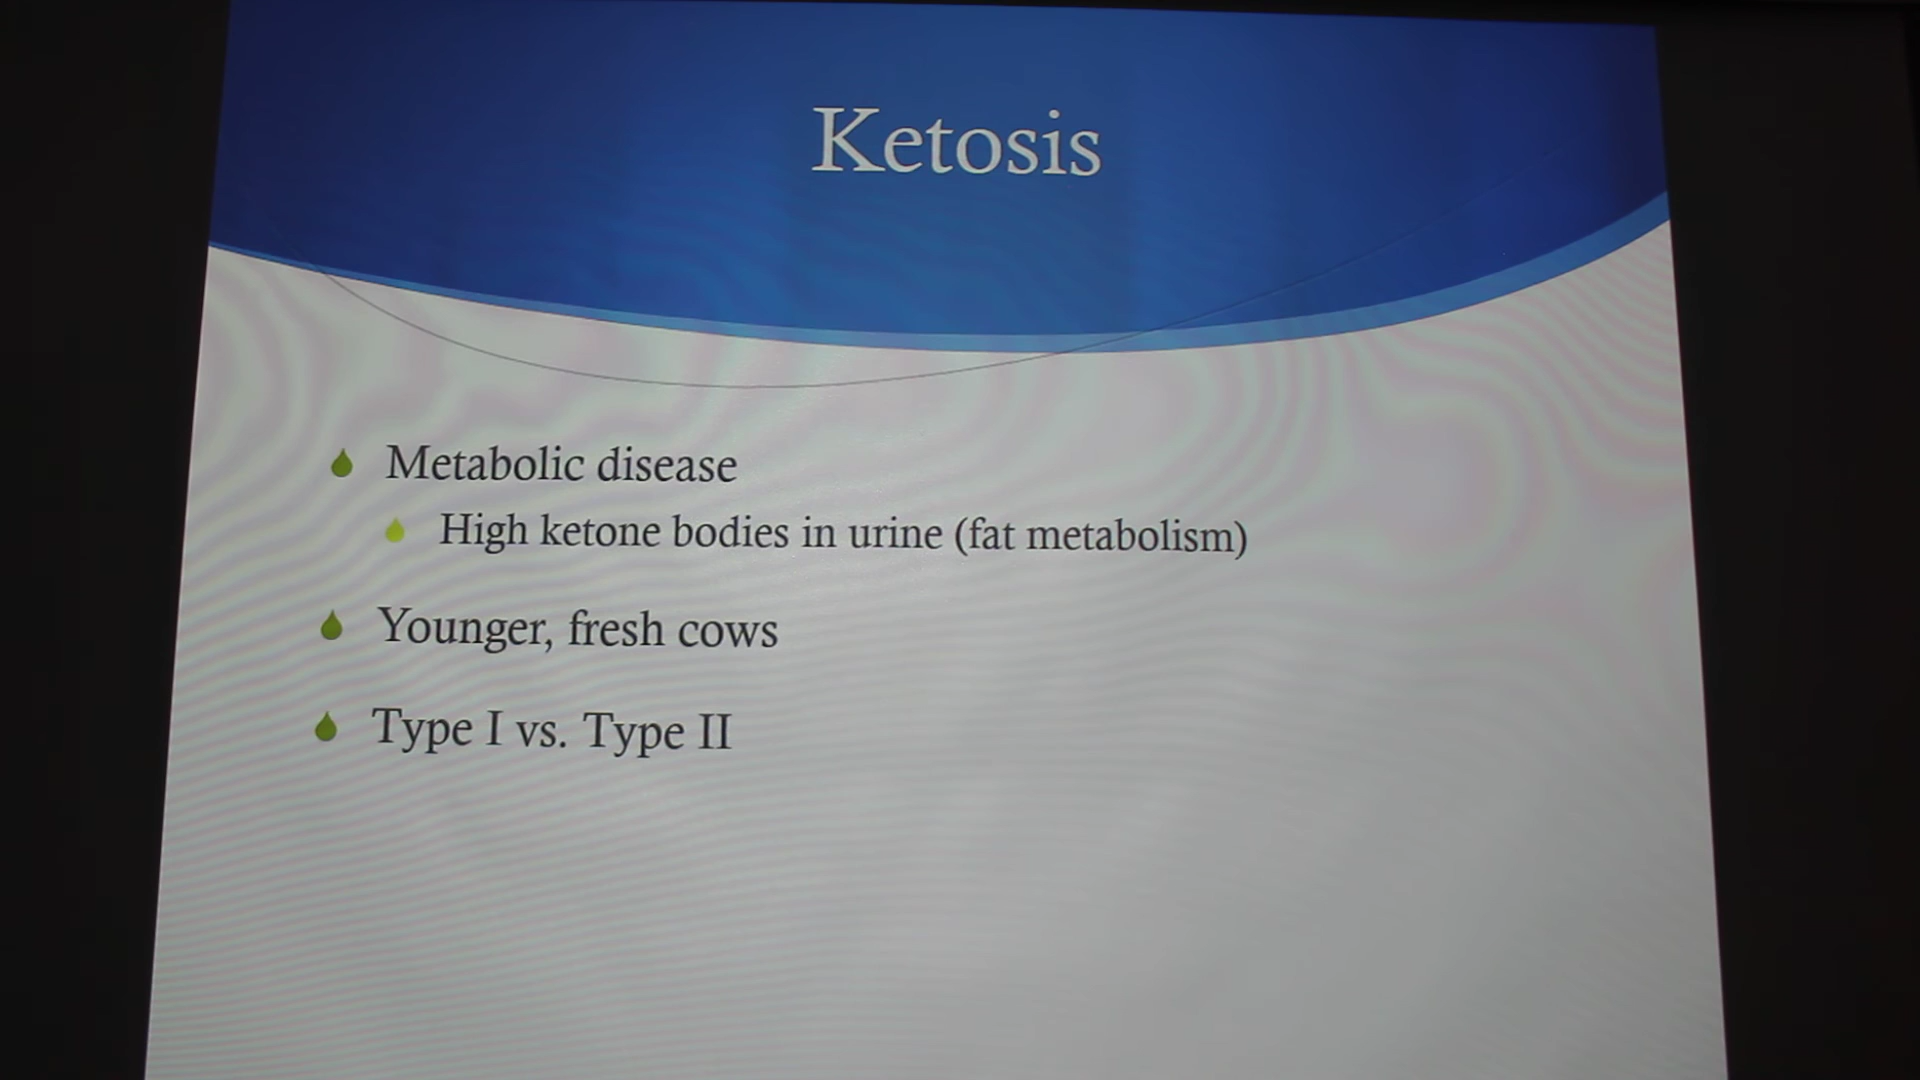 Ketosis
Metabolic disease
High ketone bodies in urine (fat metabolism)
Younger, fresh cows
Type I vs. Type II